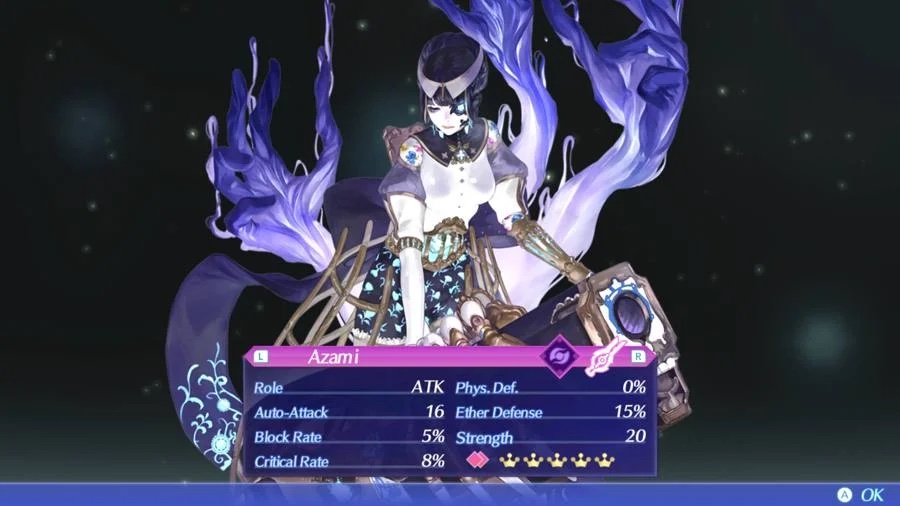 L Azami R
Role ATK Phys. Def. 0%
Auto-Attack 16 Ether Defense 15%
Block Rate 5% Strength 20
Critical Rate 8%
A OK